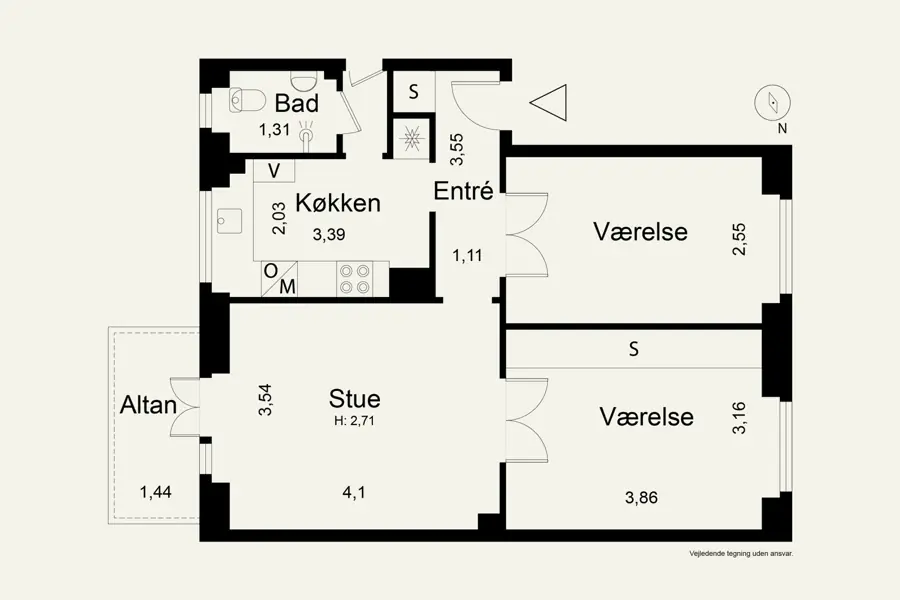 Bad
1,31
S
3,55
Entré
1,11
N
V
Køkken
2,03
3,39
O
M
Værelse
2,55
S
Værelse
3,16
3,86
Altan
1,44
3,54
Stue
H: 2,71
4,1
Vejledende tegning uden ansvar.